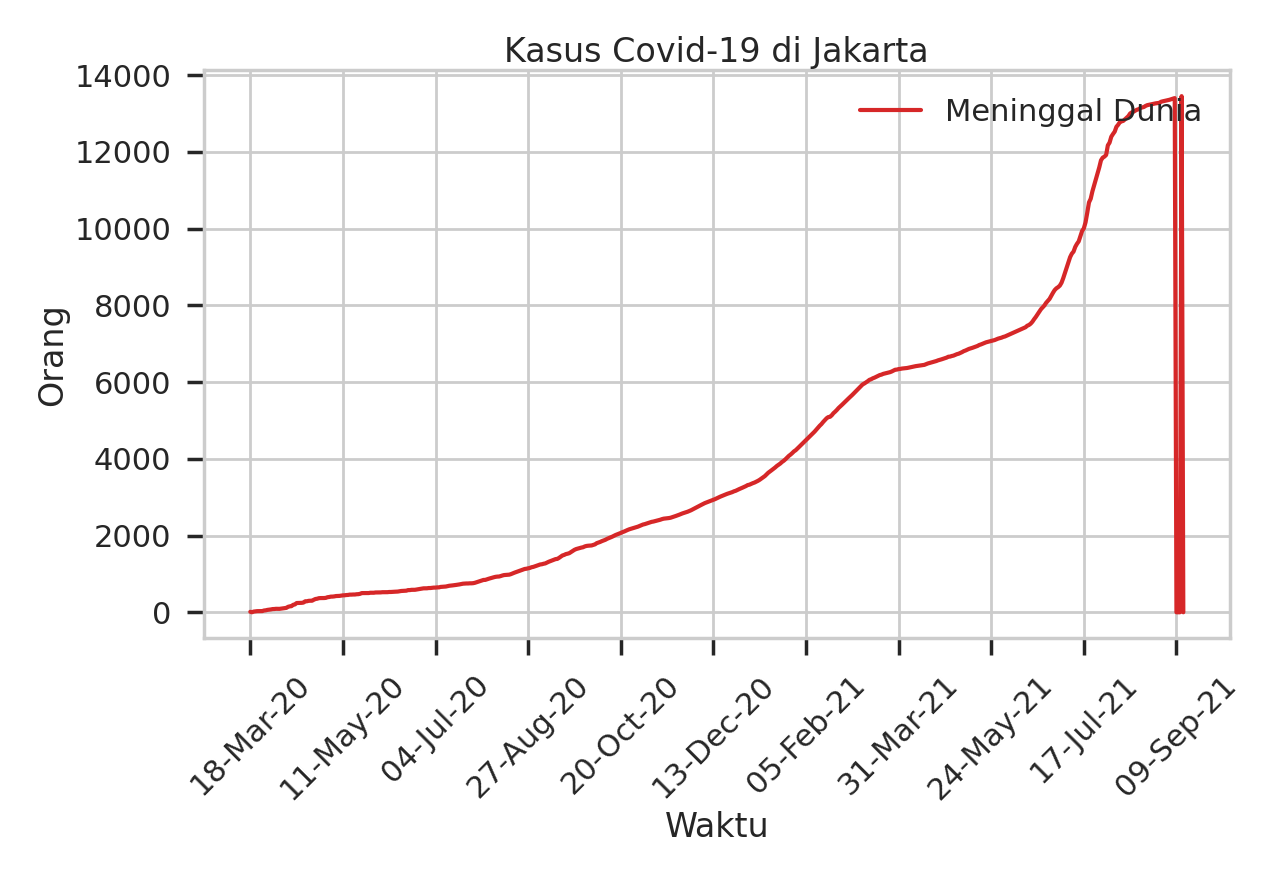 Kasus Covid-19 di Jakarta
14000
12000
10000
8000
6000
4000
2000
0
Orang
Meninggal Dunia
18-Mar-20
11-May-20
04-Jul-20
27-Aug-20
20-Oct-20
13-Dec-20
05-Feb-21
31-Mar-21
24-May-21
17-Jul-21
09-Sep-21
Waktu